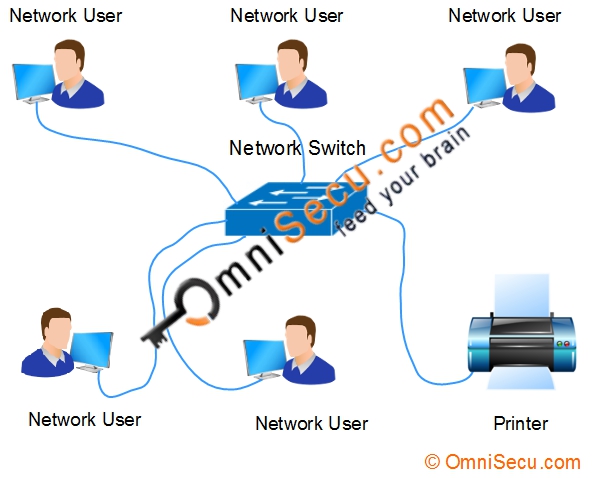 Network User
Network User
Network User
Network Switch
OmniSecu.com
feed your brain
Network User
Network User
Printer
© OmniSecu.com